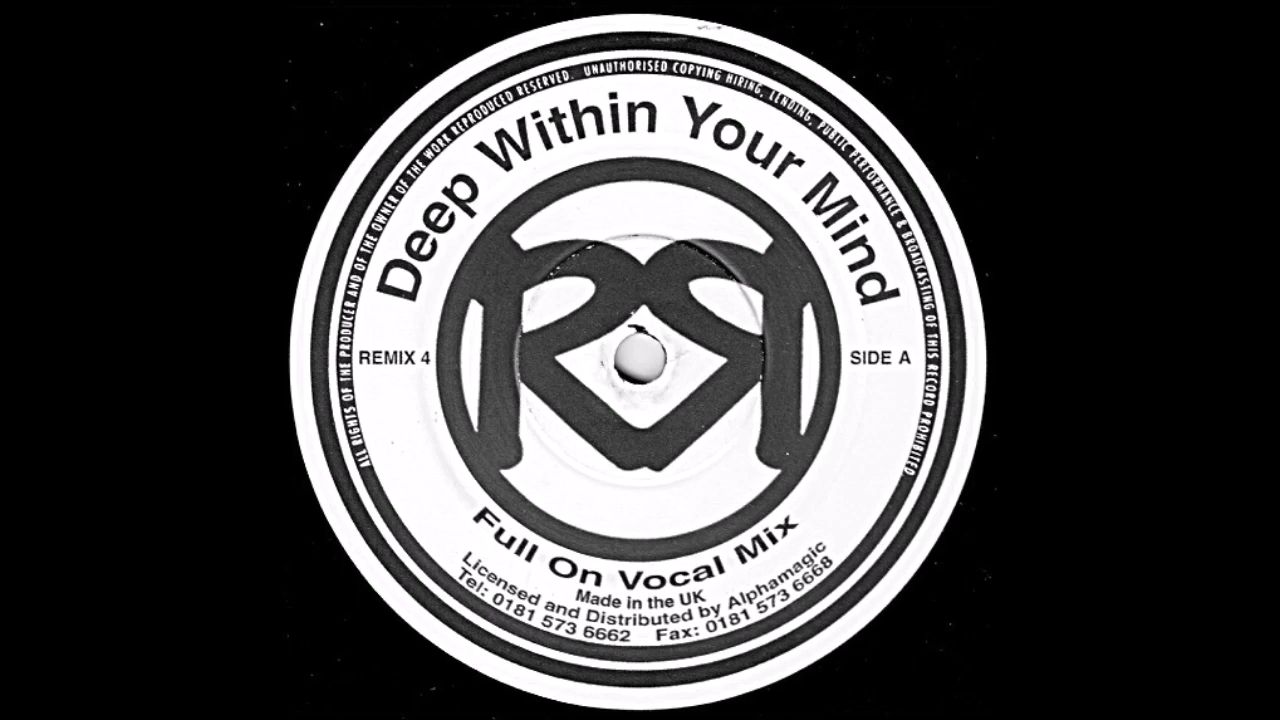 ALL RIGHTS OF THE PRODUCER AND OF THE OWNER OF THE WORK REPRODUCED RESERVED. UNAUTHORISED COPYING HIRING, LENDING, PUBLIC PERFORMANCE & BROADCASTING OF THIS RECORD PROHIBITED
Deep Within Your Mind
REMIX 4
SIDE A
Full On Vocal Mix
Made in the UK
Licensed and Distributed by Alphamagic
Tel: 0181 573 6662 Fax: 0181 573 6668